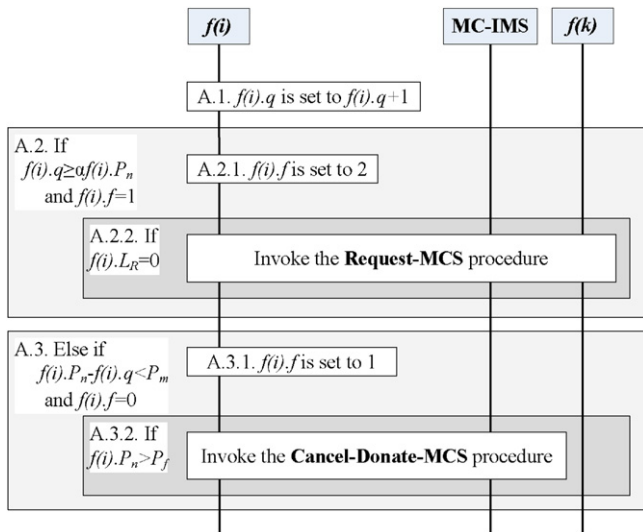 f(i) MC-IMS f(k)
A.1. f(i).q is set to f(i).q+1
A.2. If
f(i).q≥αf(i).Pn
and f(i).f=1
A.2.1. f(i).f is set to 2
A.2.2. If
f(i).LR=0
Invoke the Request-MCS procedure
A.3. Else if
f(i).Pn-f(i).q<Pm
and f(i).f=0
A.3.1. f(i).f is set to 1
A.3.2. If
f(i).Pn>Pf
Invoke the Cancel-Donate-MCS procedure